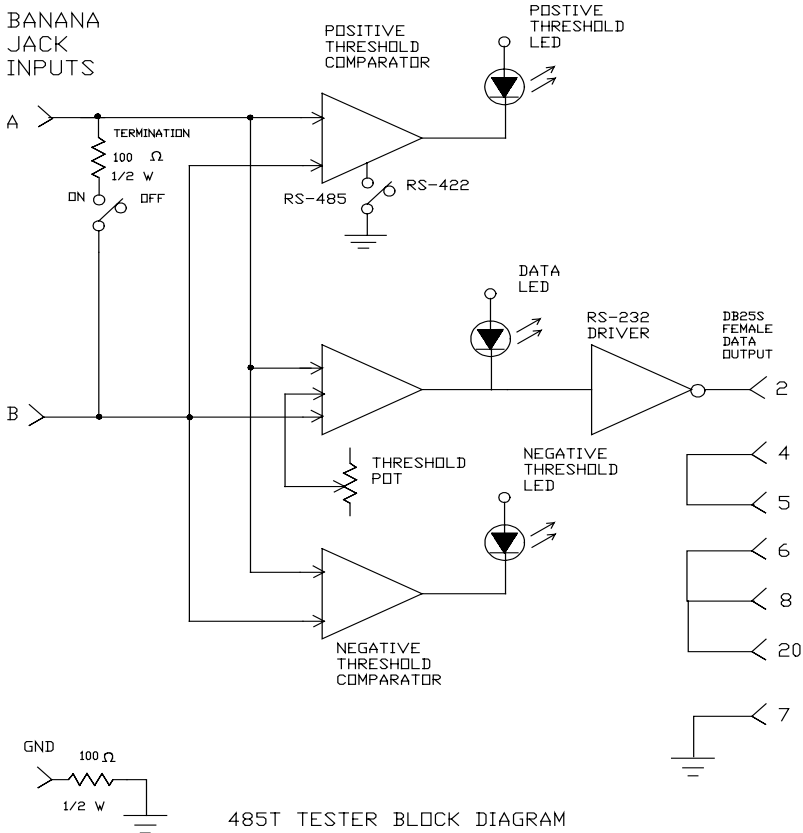 BANANA
JACK
INPUTS
POSITIVE
THRESHOLD
COMPARATOR
POSTIVE
THRESHOLD
LED
A
TERMINATION
100 Ω
1/2 W
ON
OFF
RS-485
RS-422
DATA
LED
RS-232
DRIVER
DB25S
FEMALE
DATA
OUTPUT
2
B
THRESHOLD
POT
NEGATIVE
THRESHOLD
LED
4
5
6
8
20
NEGATIVE
THRESHOLD
COMPARATOR
7
GND
100 Ω
1/2 W
485T TESTER BLOCK DIAGRAM